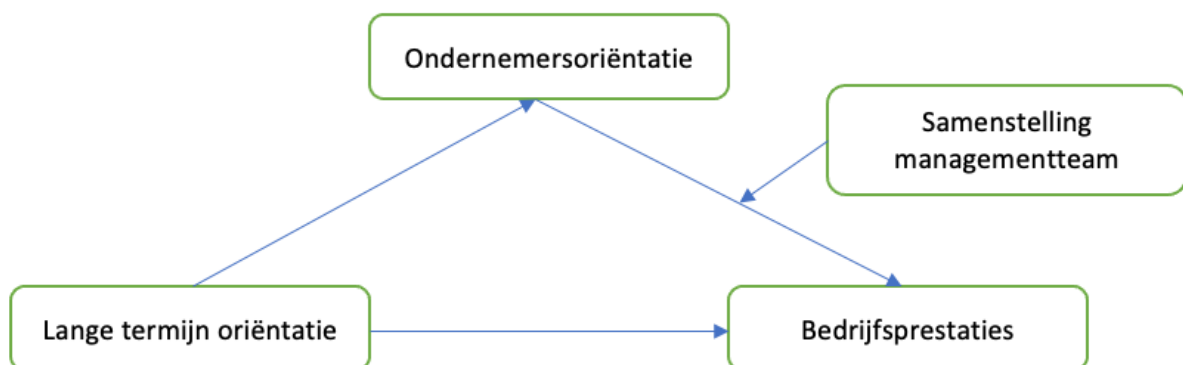 Ondernemersoriëntatie
Samenstelling
managementteam
Lange termijn oriëntatie
Bedrijfsprestaties